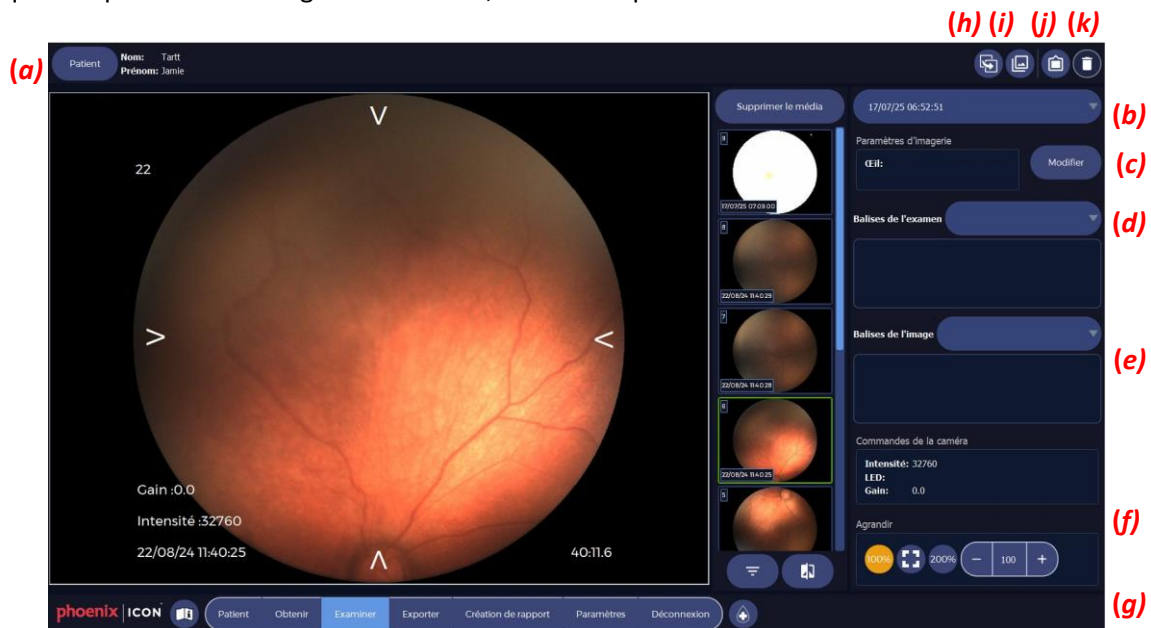 (h) (i) (j) (k)
(a)
Patient
Nom: Tartt
Prénom: Jamie
22
Gain :0.0
Intensité :32760
22/08/24 11:40:25
40:11.6
Supprimer le média
9
17/07/25 07:03:00
8
22/08/24 11:40:29
7
22/08/24 11:40:28
6
22/08/24 11:40:25
5
17/07/25 06:52:51
(b)
Paramètres d'imagerie
Œil:
Modifier
(c)
Balises de l'examen
(d)
Balises de l'image
(e)
Commandes de la caméra
Intensité: 32760
LED:
Gain: 0.0
(f)
Agrandir
100% 200% − 100 +
(g)
phoenix | ICON
Patient Obtenir Examiner Exporter Création de rapport Paramètres Déconnexion